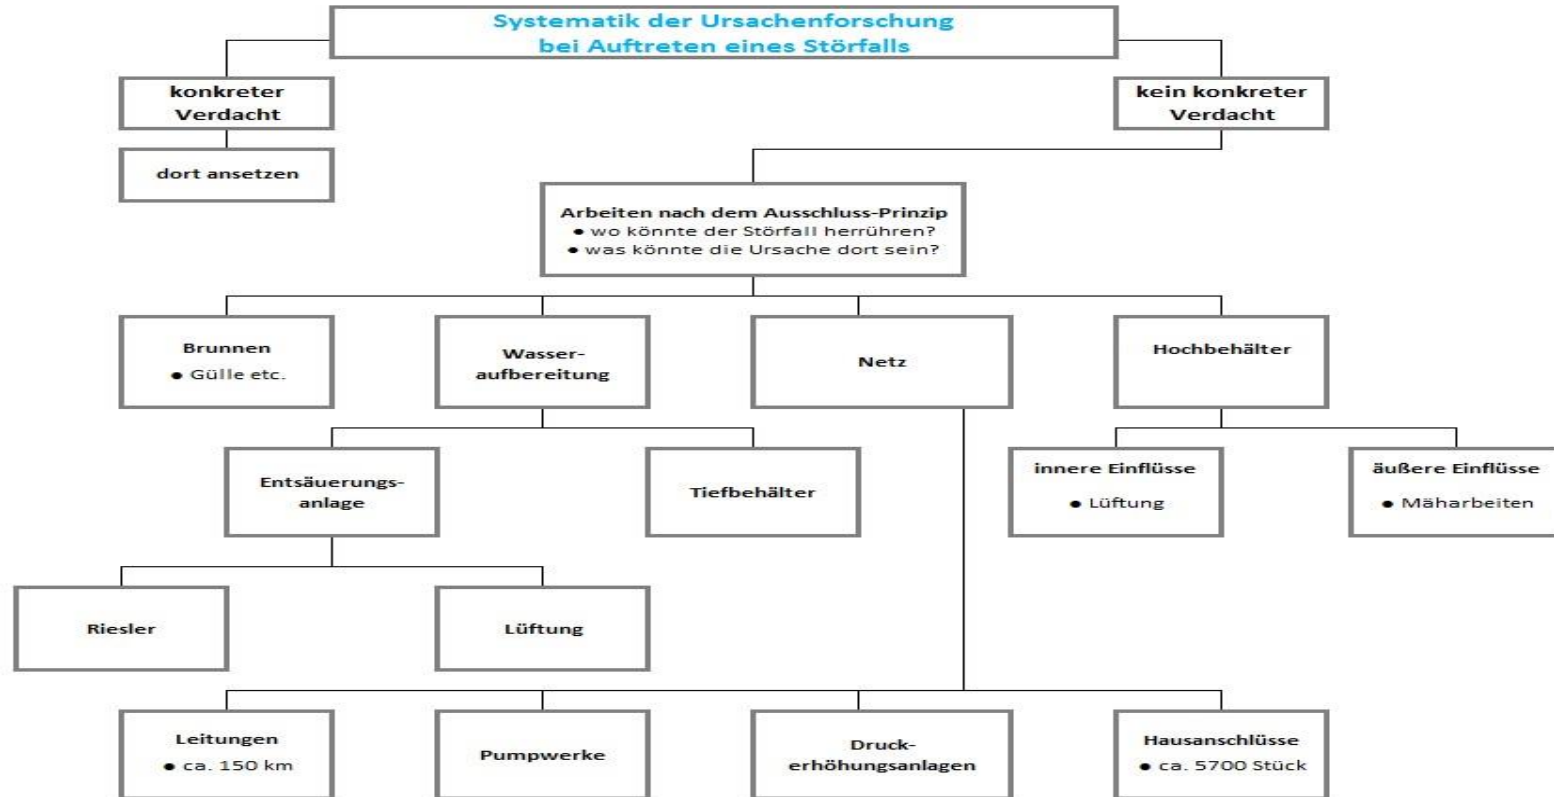 Systematik der Ursachenforschung
bei Auftreten eines Störfalls
konkreter
Verdacht
kein konkreter
Verdacht
dort ansetzen
Arbeiten nach dem Ausschluss-Prinzip
● wo könnte der Störfall herrühren?
● was könnte die Ursache dort sein?
Brunnen
● Gülle etc.
Wasser-
aufbereitung
Netz
Hochbehälter
Entsäuerungs-
anlage
Tiefbehälter
innere Einflüsse
● Lüftung
äußere Einflüsse
● Mäharbeiten
Riesler
Lüftung
Leitungen
● ca. 150 km
Pumpwerke
Druck-
erhöhungsanlagen
Hausanschlüsse
● ca. 5700 Stück